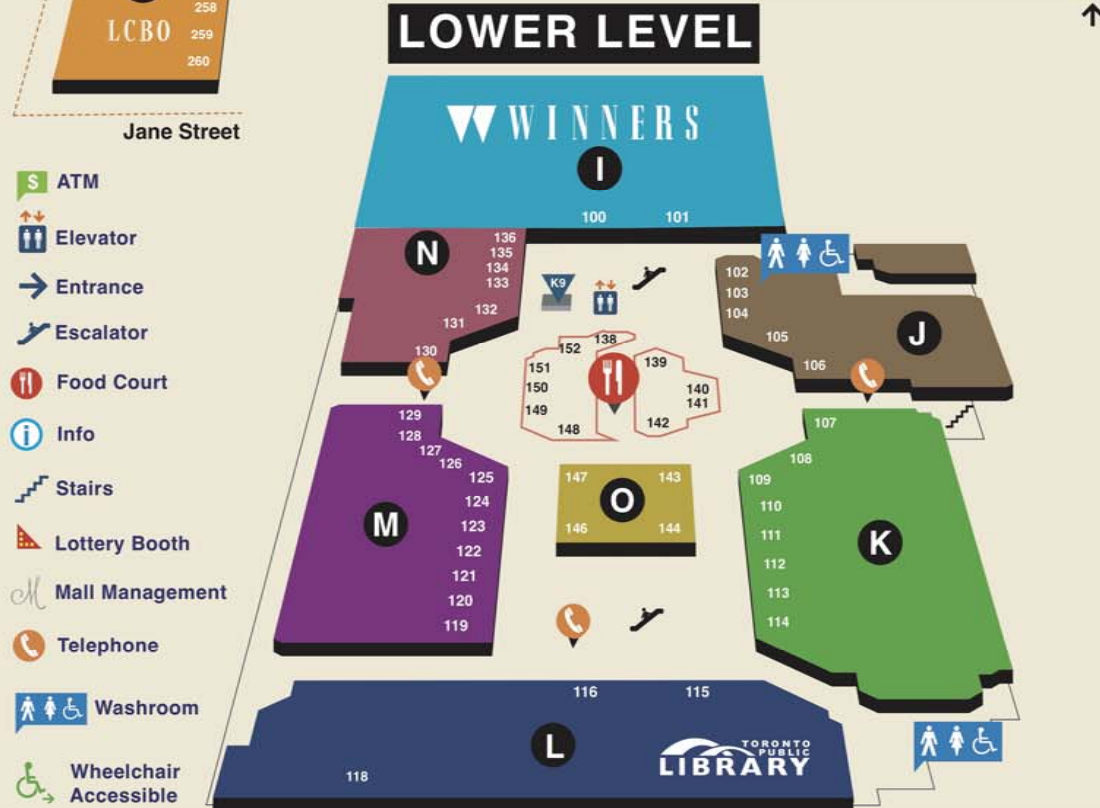 258
LCBO 259
260
LOWER LEVEL
Jane Street
WINNERS
I
100 101
S ATM
Elevator
Entrance
Escalator
Food Court
i Info
Stairs
Lottery Booth
M Mall Management
Telephone
Washroom
Wheelchair
Accessible
N
136
135
134
133
132
131
130
K9
102
103
104
105
106
J
138
152
151
150
149
148
139
140
141
142
129
128
127
126
125
124
123
122
121
120
119
M
147 143
O
146 144
107
108
109
110
111
112
113
114
K
116 115
L
118
TORONTO
PUBLIC
LIBRARY